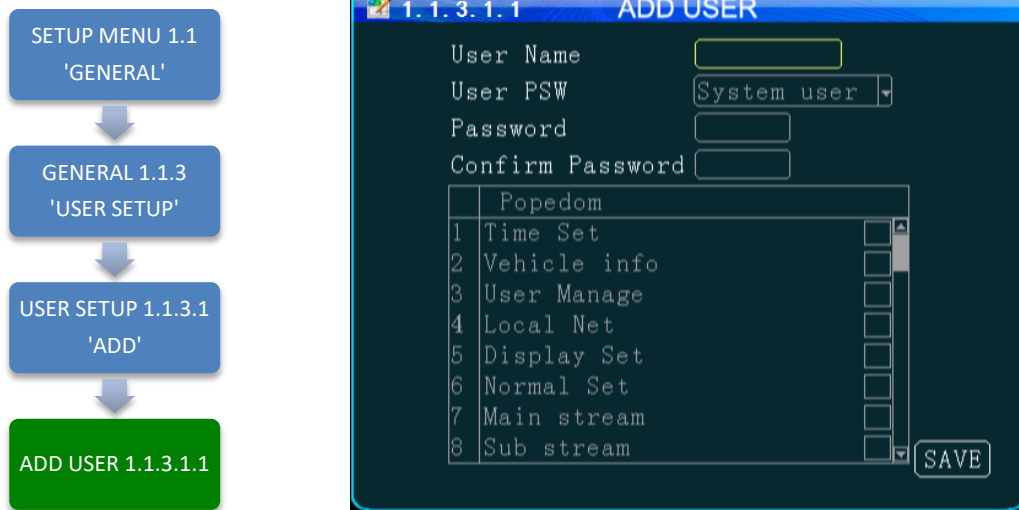 SETUP MENU 1.1
'GENERAL'
GENERAL 1.1.3
'USER SETUP'
USER SETUP 1.1.3.1
'ADD'
ADD USER 1.1.3.1.1
1.1.3.1.1 ADD USER
User Name
User PSW System user
Password
Confirm Password
Popedom
1 Time Set
2 Vehicle info
3 User Manage
4 Local Net
5 Display Set
6 Normal Set
7 Main stream
8 Sub stream
SAVE